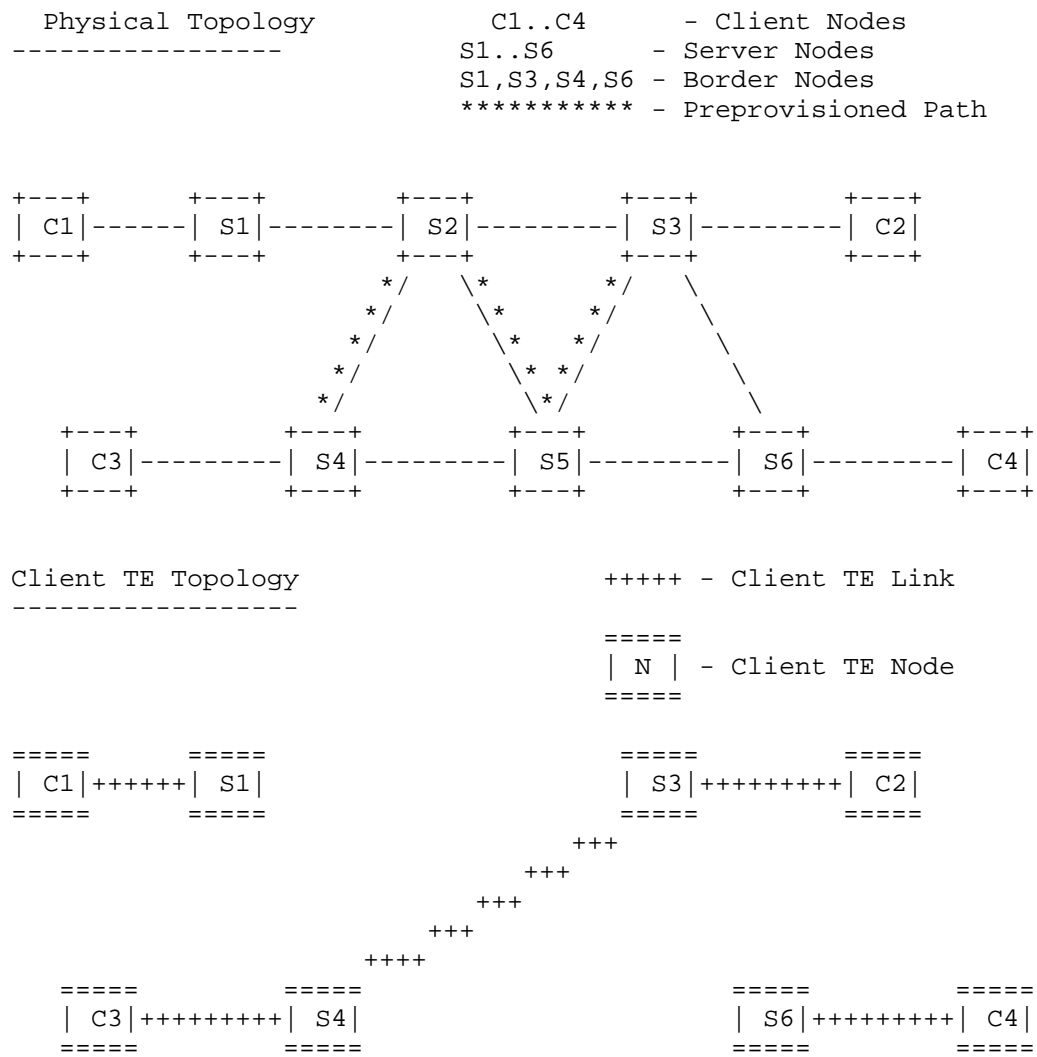 Physical Topology          C1..C4      - Client Nodes
-----------------          S1..S6      - Server Nodes
S1,S3,S4,S6 - Border Nodes
*********** - Preprovisioned Path
C1 S1 S2 S3 C2
C3 S4 S5 S6 C4
Client TE Topology          +++++ - Client TE Link
------------------
=====
| N | - Client TE Node
=====
C1 S1 S3 C2
C3 S4 S6 C4